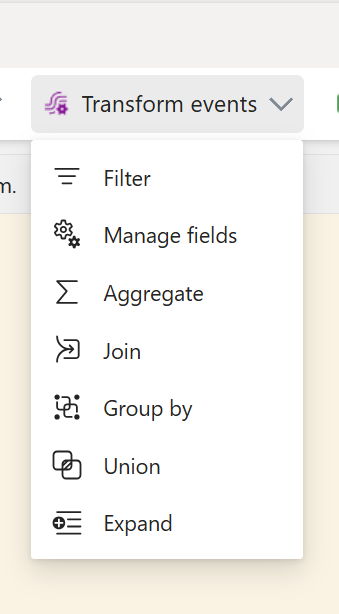 Transform events
m.
Filter
Manage fields
Aggregate
Join
Group by
Union
Expand